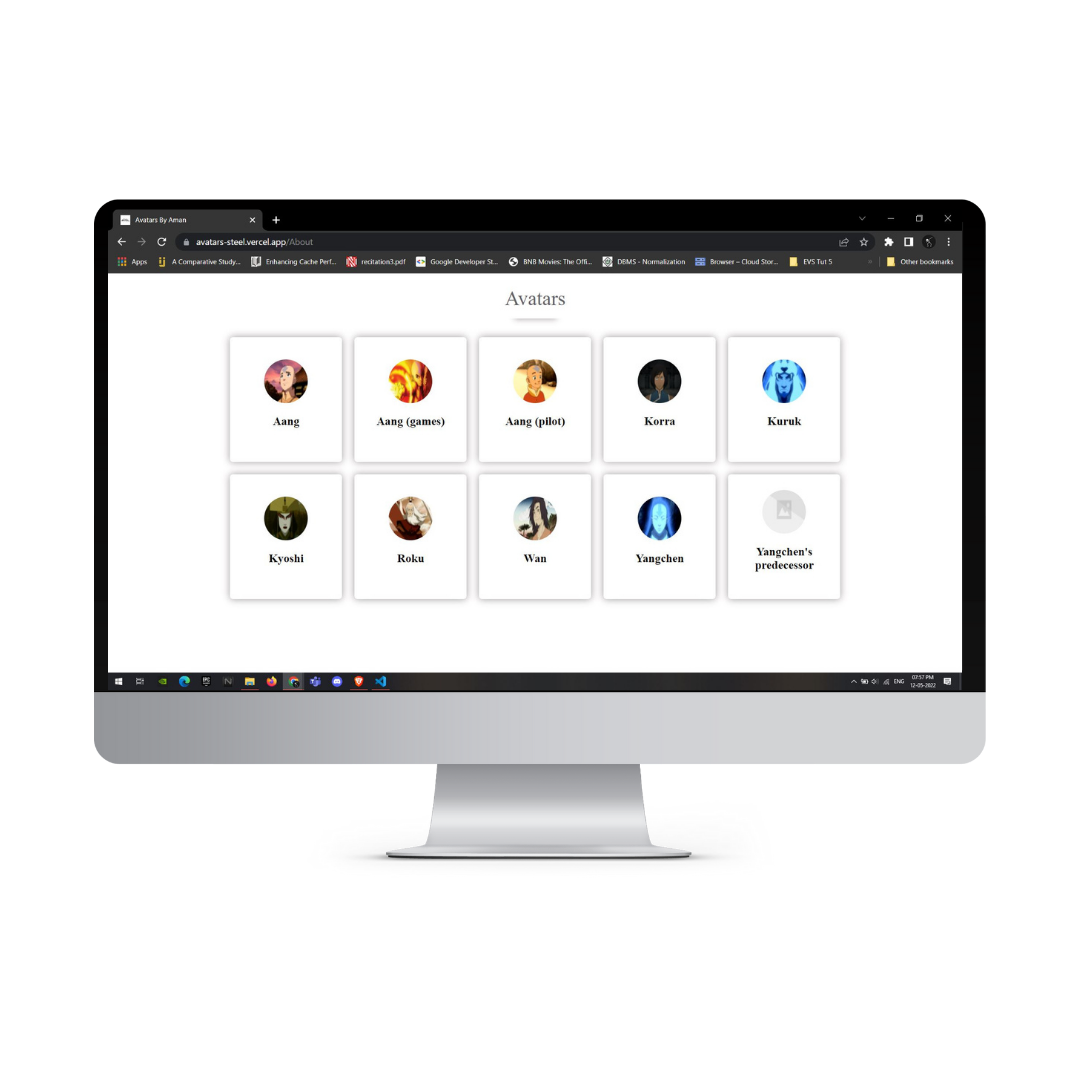 Avatars By Aman
avatars-steel.vercel.app/About
Apps A Comparative Study... Enhancing Cache Perf... recitation3.pdf Google Developer St... BNB Movies: The Offi... DBMS - Normalization Browser – Cloud Stor... EVS Tut 5 » Other bookmarks
Avatars
Aang Aang (games) Aang (pilot) Korra Kuruk
Kyoshi Roku Wan Yangchen Yangchen's
predecessor
ENG 07:57 PM
12-05-2022